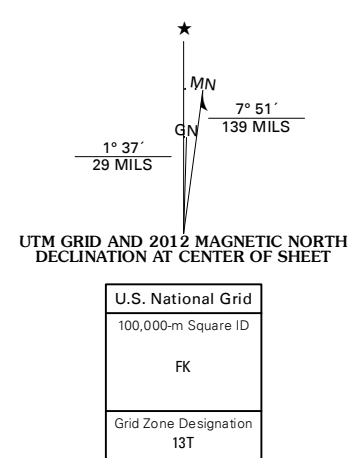 ★
MN
7° 51´
139 MILS
GN
1° 37´
29 MILS
UTM GRID AND 2012 MAGNETIC NORTH
DECLINATION AT CENTER OF SHEET
U.S. National Grid
100,000-m Square ID
FK
Grid Zone Designation
13T